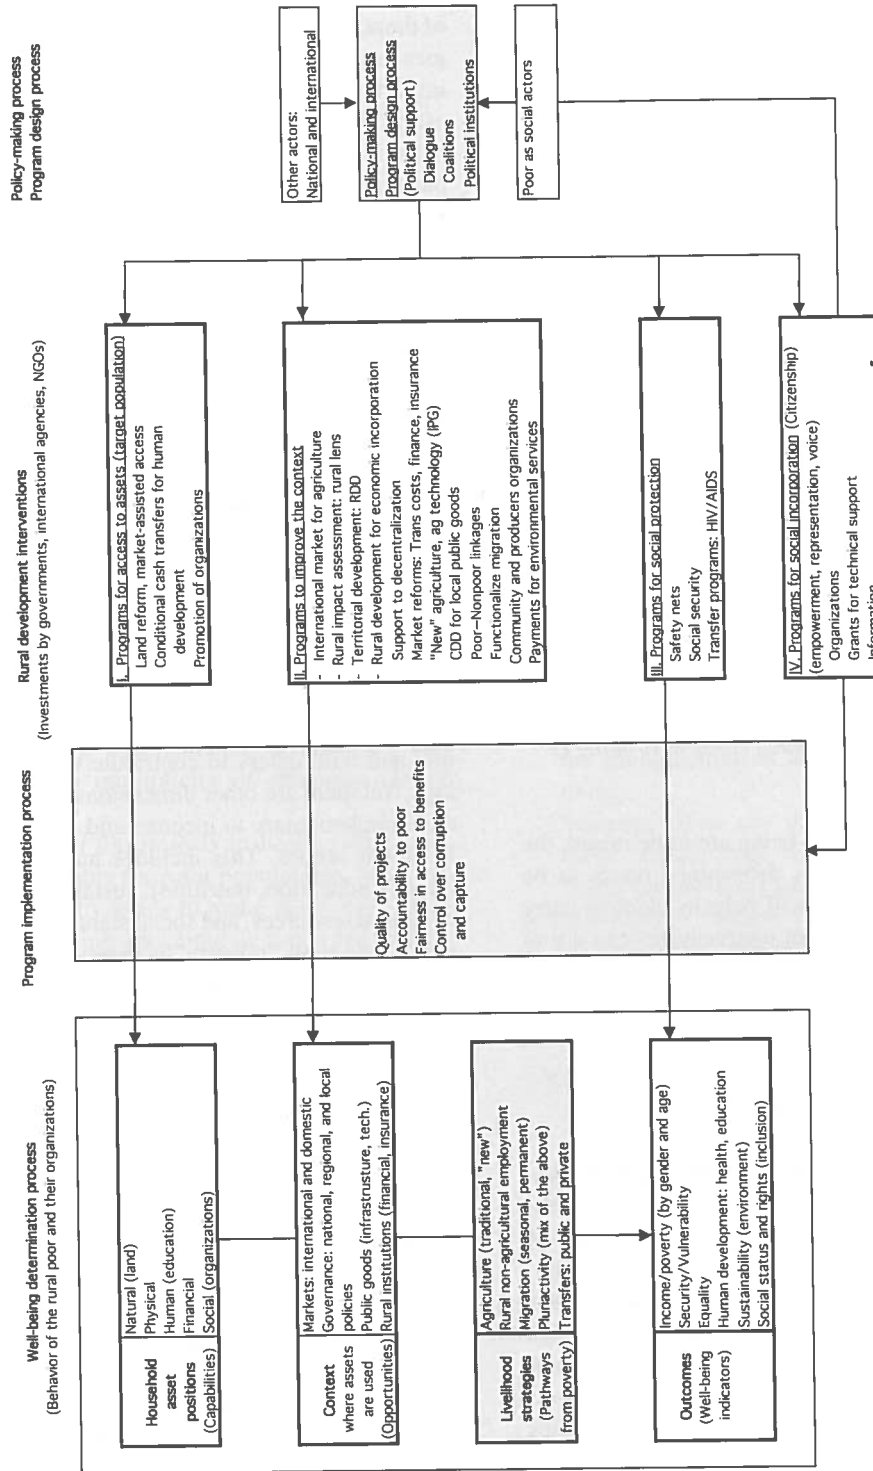 Well-being determination process
(Behavior of the rural poor and their organizations)
Household
asset
positions
(Capabilities)
Natural (land)
Physical
Human (education)
Financial
Social (organizations)
Context
where assets
are used
(Opportunities)
Markets: international and domestic
Governance: national, regional, and local
policies
Public goods (infrastrusture, tech.)
Rural institutions (financial, insurance)
Livelihood
strategies
(Pathways
from poverty)
Agriculture (traditional, "new")
Rural non-agricultural employment
Migration (seasonal, permanent)
Pluriactivity (mix of the above)
Transfers: public and private
Outcomes
(Well-being
indicators)
Income/poverty (by gender and age)
Security/Vulnerability
Equality
Human development: health, education
Sustainability (environment)
Social status and rights (inclusion)
Program implementation process
Quality of projects
Accountability to poor
Fairness in access to benefits
Control over corruption
and capture
Rural development interventions
(Investments by governments, international agencies, NGOs)
I. Programs for access to assets (target population)
Land reform, market-assisted access
Conditional cash transfers for human
development
Promotion of organizations
II. Programs to improve the context
- International market for agriculture
- Rural impact assessment: rural lens
- Territorial development: RDD
- Rural development for economic incorporation
Support to decentralization
Market reforms: Trans costs, finance, insurance
"New" agriculture, ag technology (IPG)
CDD for local public goods
Poor–Nonpoor linkages
Functionalize migration
Community and producers organizations
Payments for environmental services
III. Programs for social protection
Safety nets
Social security
Transfer programs: HIV/AIDS
IV. Programs for social incorporation (Citizenship)
(empowerment, representation, voice)
Organizations
Grants for technical support
Information
Policy-making process
Program design process
Other actors:
National and international
Policy-making process
Program design process
(Political support)
Dialogue
Coalitions
Political institutions
Poor as social actors